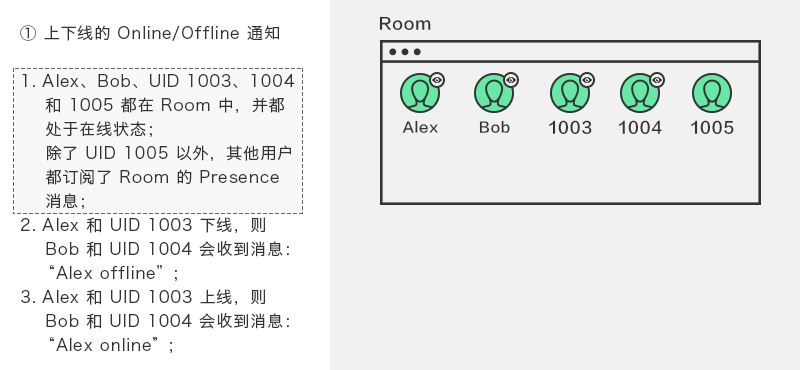 ① 上下线的 Online/Offline 通知
1. Alex、Bob、UID 1003、1004
和 1005 都在 Room 中，并都
处于在线状态；
除了 UID 1005 以外，其他用户
都订阅了 Room 的 Presence
消息；
2. Alex 和 UID 1003 下线，则
Bob 和 UID 1004 会收到消息：
“Alex offline”；
3. Alex 和 UID 1003 上线，则
Bob 和 UID 1004 会收到消息：
“Alex online”；
Room
Alex Bob 1003 1004 1005